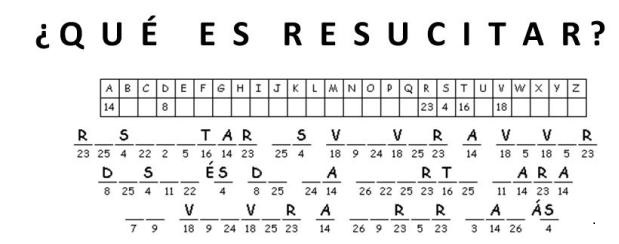 ¿QUÉ ES RESUCITAR?
A B C D E F G H I J K L M N O P Q R S T U V W X Y Z
14 8 23 4 16 18
R _ S _ _ _ T A R _ S V _ _ V _ R A V _ V _ R
23 25 4 22 2 5 16 14 23 25 4 18 9 24 18 25 23 14 18 5 18 5 23
D _ S _ _ É S D _ _ A _ _ _ R T _ _ A R A
8 25 4 11 22 4 8 25 24 14 26 22 25 23 16 25 11 14 23 14
_ _ V _ _ V _ R A _ _ _ R _ R _ A _ Á S
7 9 18 9 24 18 25 23 14 26 9 23 5 23 3 14 26 4